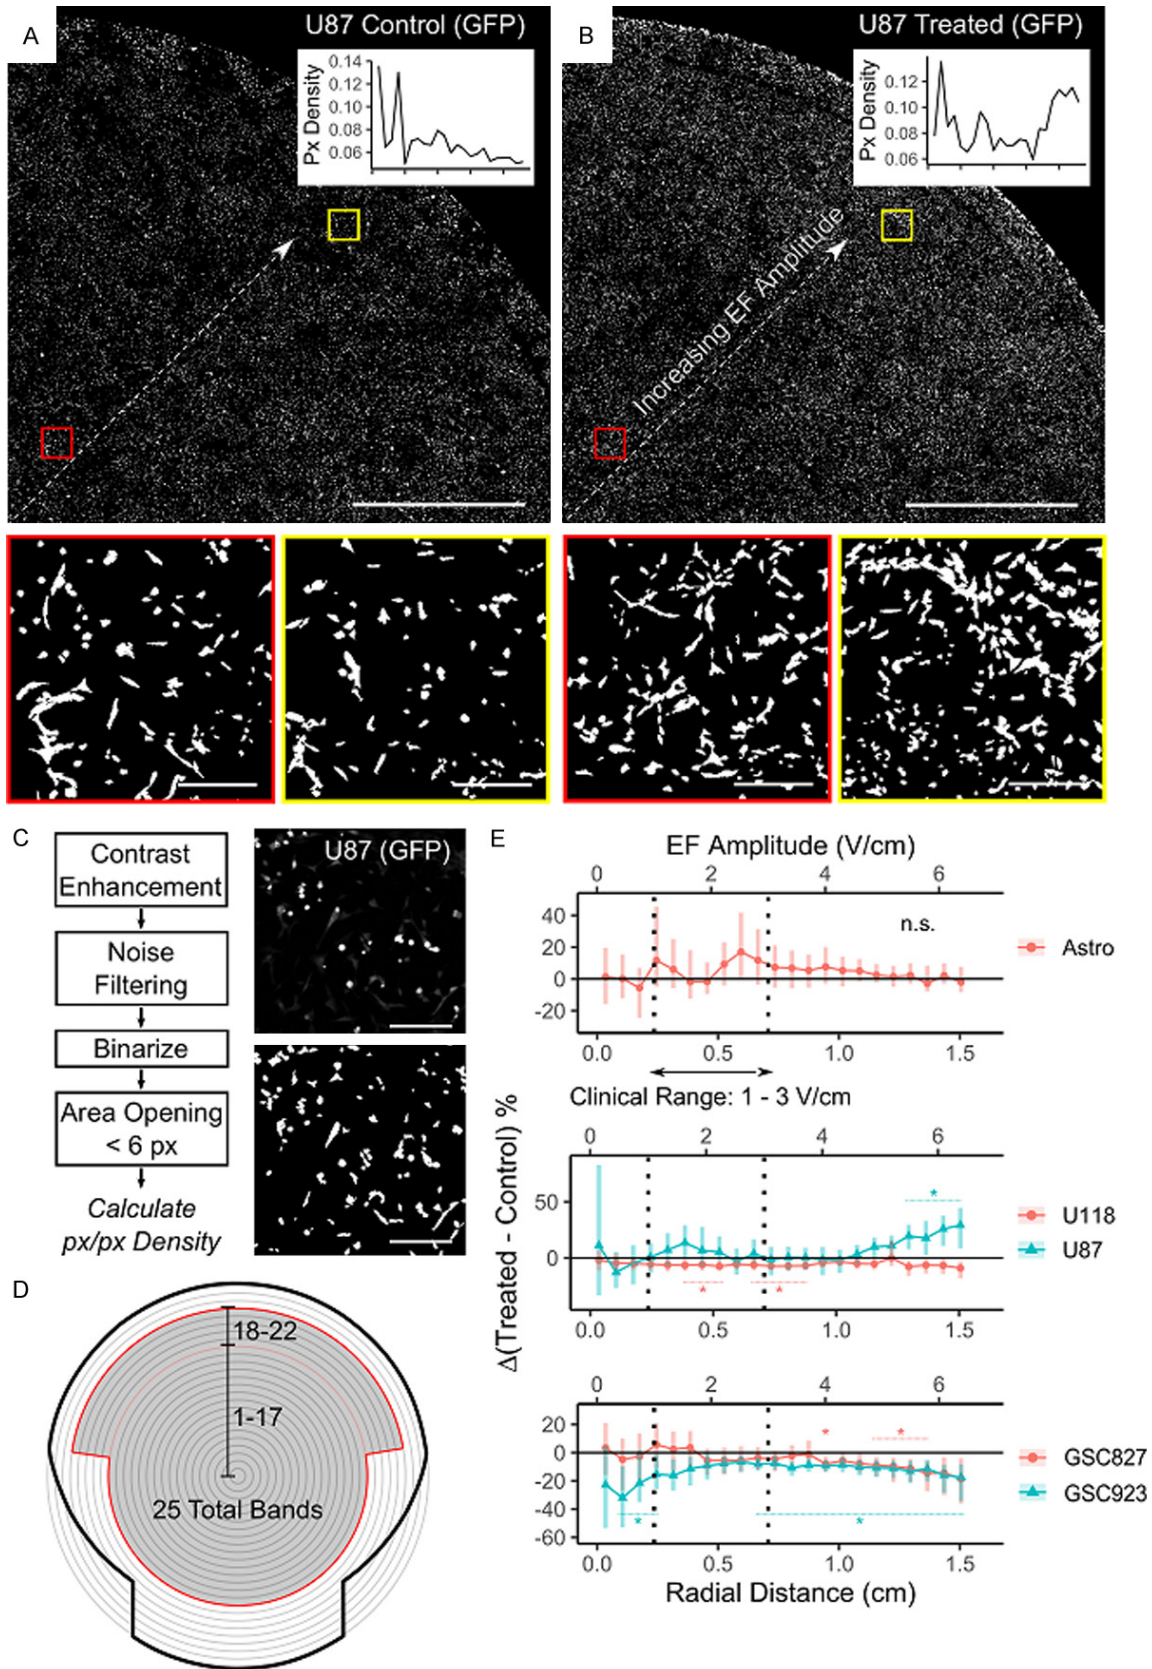 A
U87 Control (GFP)
Px Density
0.14
0.12
0.10
0.08
0.06
B
U87 Treated (GFP)
Px Density
0.12
0.10
0.08
0.06
Increasing EF Amplitude
C
Contrast
Enhancement
Noise
Filtering
Binarize
Area Opening
< 6 px
Calculate
px/px Density
U87 (GFP)
D
18-22
1-17
25 Total Bands
E
EF Amplitude (V/cm)
0 2 4 6
40
20
0
-20
n.s.
Astro
0.0 0.5 1.0 1.5
Clinical Range: 1 - 3 V/cm
Δ(Treated - Control) %
0 2 4 6
50
0
*
* *
U118
U87
0.0 0.5 1.0 1.5
0 2 4 6
20
0
-20
-40
-60
* *
* *
GSC827
GSC923
0.0 0.5 1.0 1.5
Radial Distance (cm)